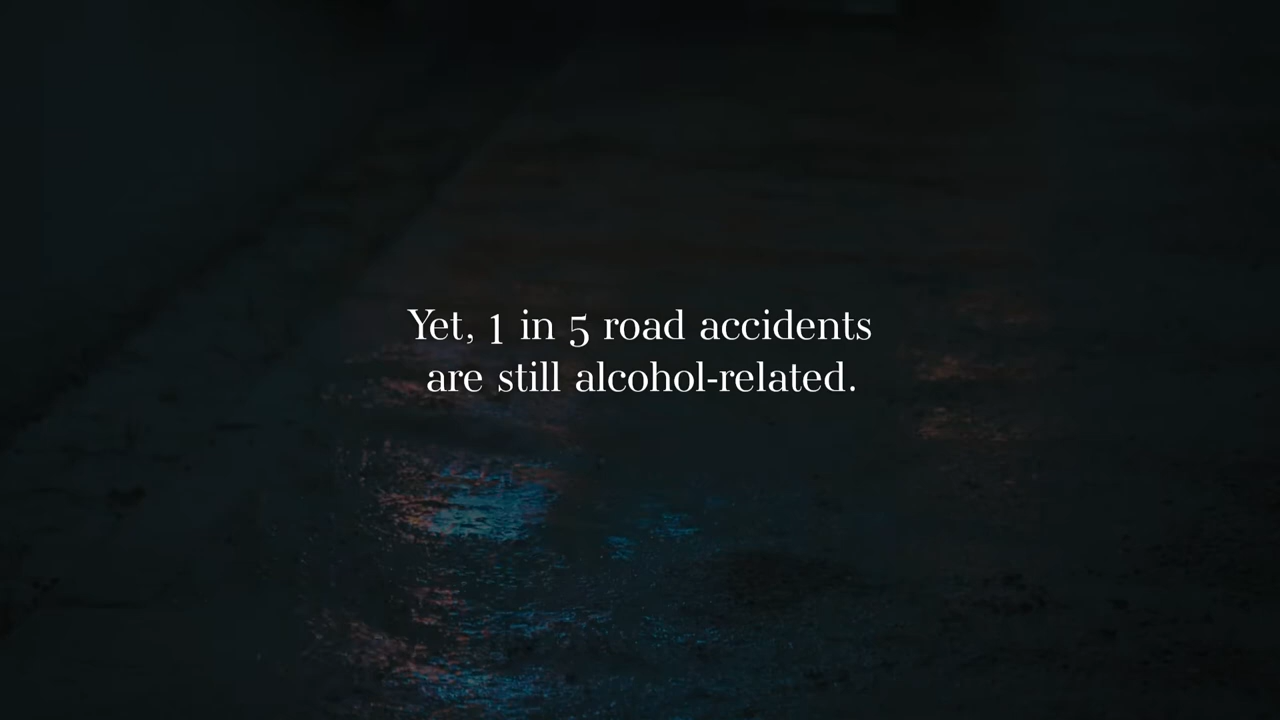 Yet, 1 in 5 road accidents
are still alcohol-related.